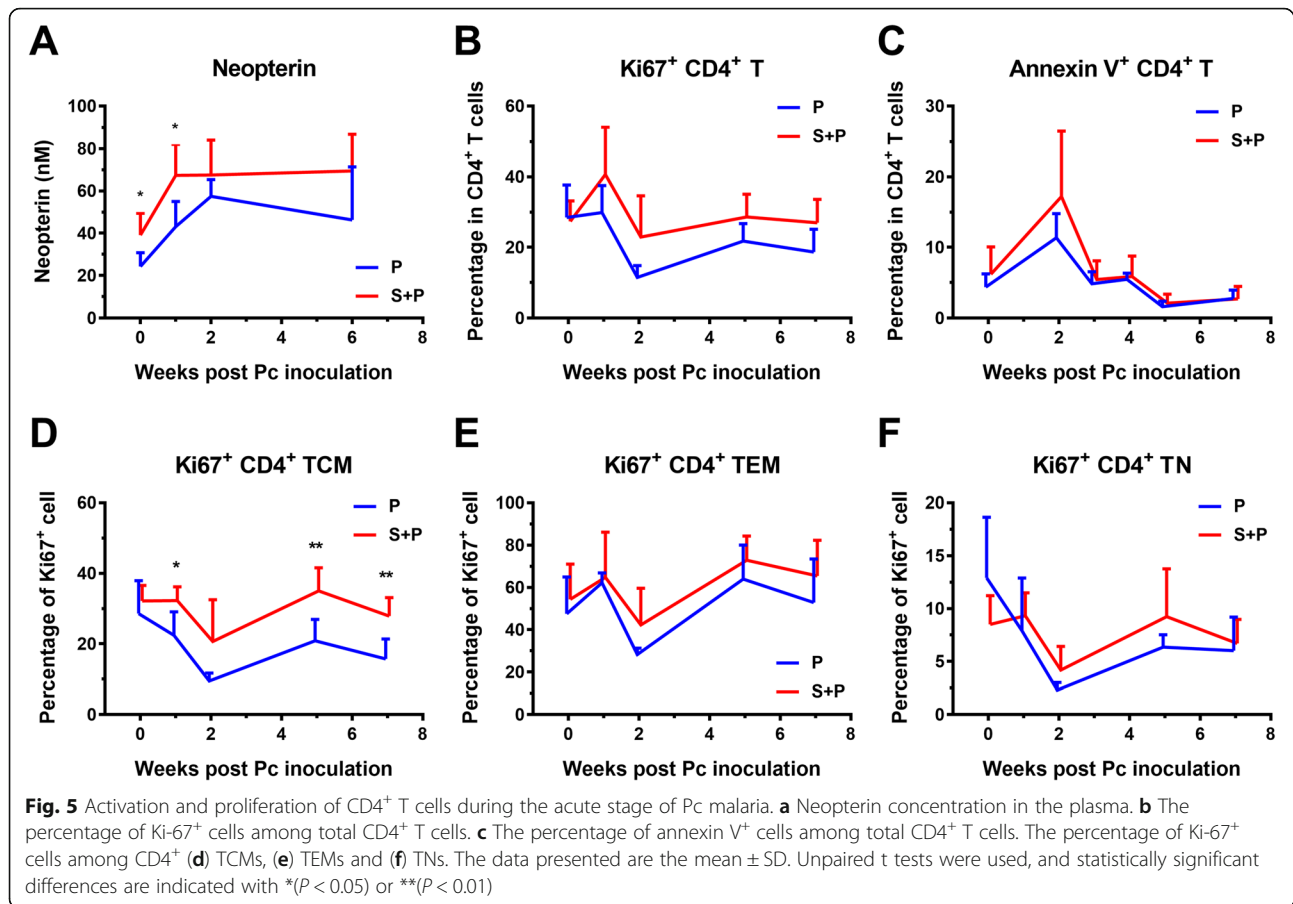 A
Neopterin
Neopterin (nM)
100
80
60
40
20
0
*
*
P
S+P
0 2 4 6 8
Weeks post Pc inoculation
B
Ki67+ CD4+ T
Percentage in CD4+ T cells
60
40
20
0
P
S+P
0 2 4 6 8
Weeks post Pc inoculation
C
Annexin V+ CD4+ T
Percentage in CD4+ T cells
30
20
10
0
P
S+P
0 2 4 6 8
Weeks post Pc inoculation
D
Ki67+ CD4+ TCM
Percentage of Ki67+ cell
60
40
20
0
*
**
**
P
S+P
0 2 4 6 8
Weeks post Pc inoculation
E
Ki67+ CD4+ TEM
Percentage of Ki67+ cell
100
80
60
40
20
0
P
S+P
0 2 4 6 8
Weeks post Pc inoculation
F
Ki67+ CD4+ TN
Percentage of Ki67+ cell
20
15
10
5
0
P
S+P
0 2 4 6 8
Weeks post Pc inoculation
Fig. 5 Activation and proliferation of CD4+ T cells during the acute stage of Pc malaria. a Neopterin concentration in the plasma. b The
percentage of Ki-67+ cells among total CD4+ T cells. c The percentage of annexin V+ cells among total CD4+ T cells. The percentage of Ki-67+
cells among CD4+ (d) TCMs, (e) TEMs and (f) TNs. The data presented are the mean ± SD. Unpaired t tests were used, and statistically significant
differences are indicated with *(P < 0.05) or **(P < 0.01)